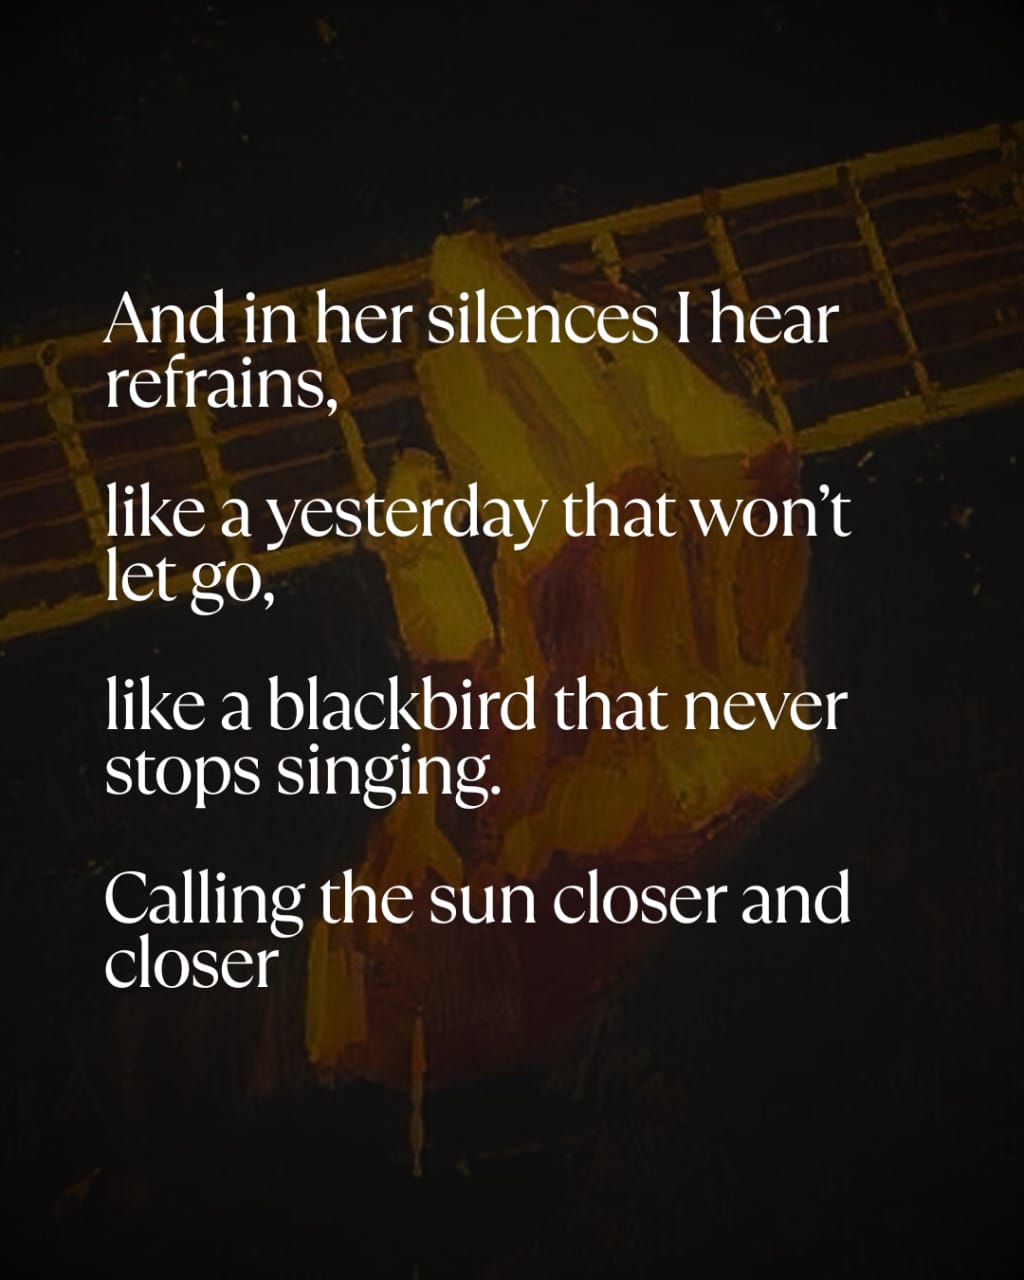 And in her silences I hear
refrains,
like a yesterday that won’t
let go,
like a blackbird that never
stops singing.
Calling the sun closer and
closer